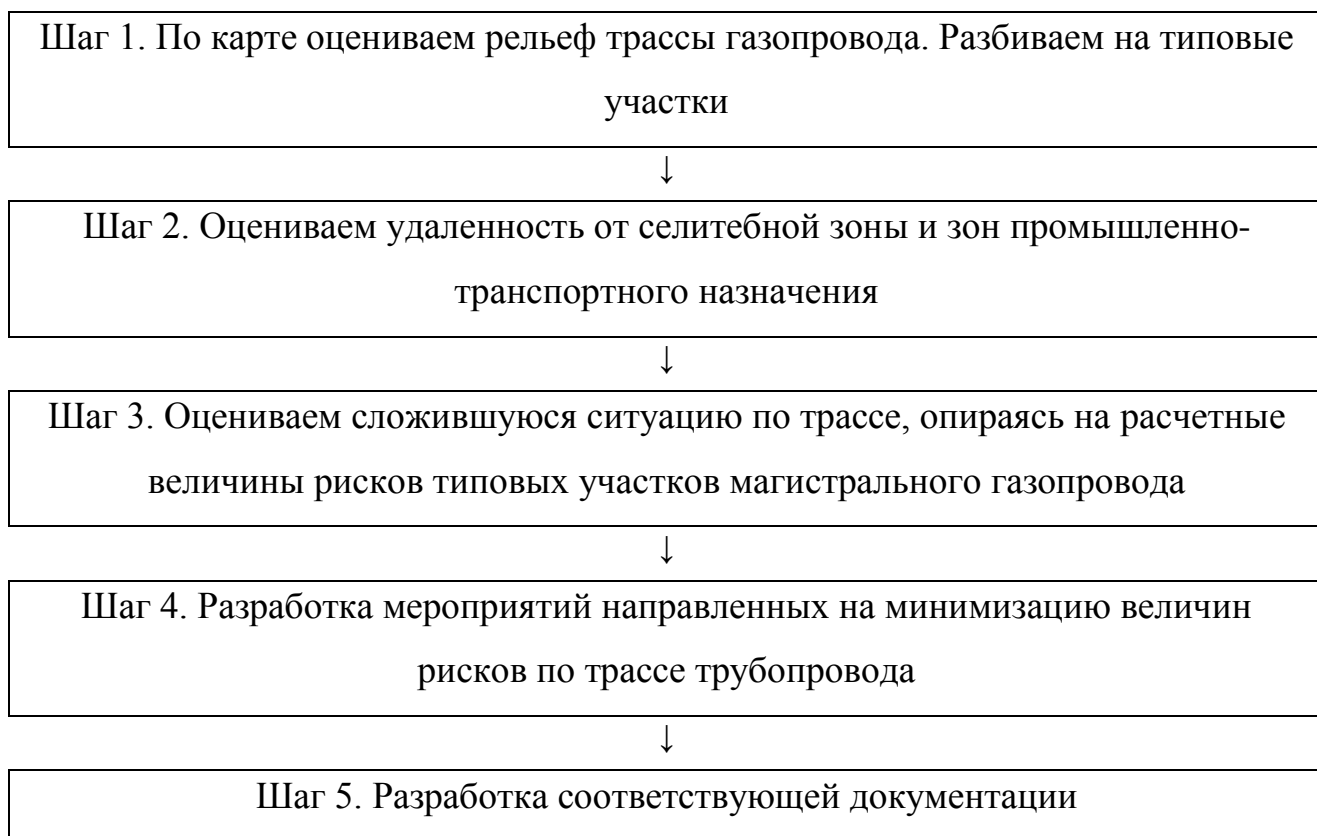 Шаг 1. По карте оцениваем рельеф трассы газопровода. Разбиваем на типовые
участки
↓
Шаг 2. Оцениваем удаленность от селитебной зоны и зон промышленно-
транспортного назначения
↓
Шаг 3. Оцениваем сложившуюся ситуацию по трассе, опираясь на расчетные
величины рисков типовых участков магистрального газопровода
↓
Шаг 4. Разработка мероприятий направленных на минимизацию величин
рисков по трассе трубопровода
↓
Шаг 5. Разработка соответствующей документации